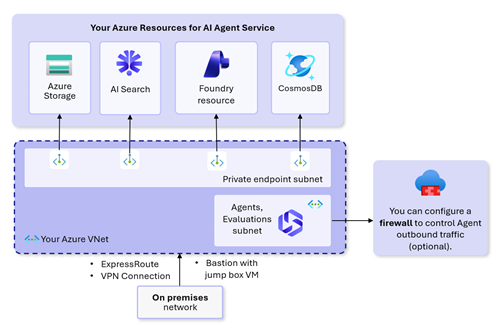 Your Azure Resources for AI Agent Service
Azure
Storage
AI Search
Foundry
resource
CosmosDB
Private endpoint subnet
Agents,
Evaluations
subnet
Your Azure VNet
You can configure a
firewall to control Agent
outbound traffic
(optional).
• ExpressRoute
• VPN Connection
• Bastion with
jump box VM
On premises
network